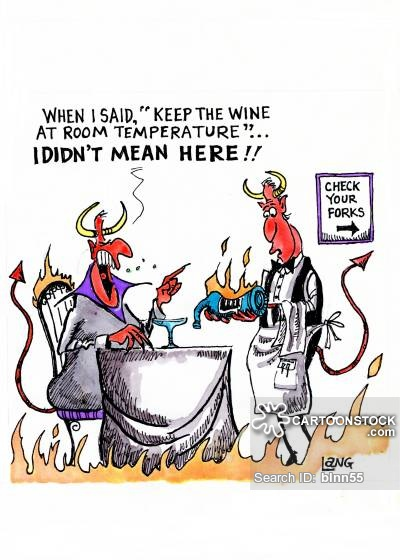 WHEN I SAID, "KEEP THE WINE
AT ROOM TEMPERATURE"...
I DIDN'T MEAN HERE!!
CHECK
YOUR
FORKS
© CARTOONSTOCK
.com
LANG
Search ID: blnn55